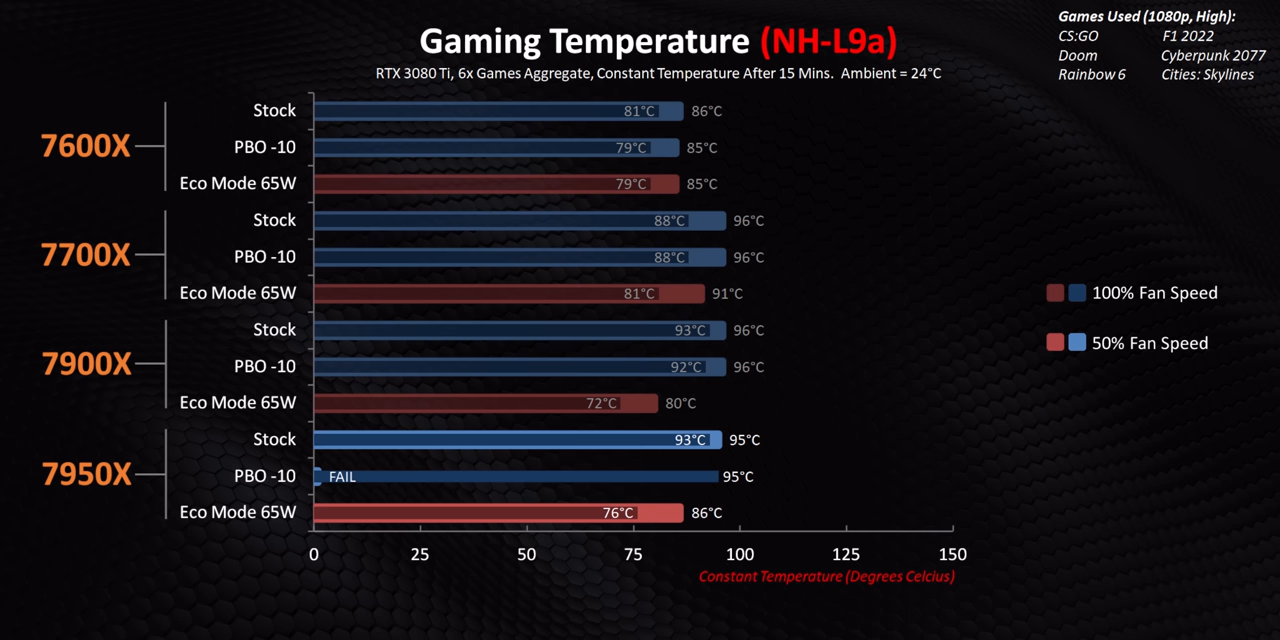 Gaming Temperature (NH-L9a)
RTX 3080 Ti, 6x Games Aggregate, Constant Temperature After 15 Mins.  Ambient = 24°C
Games Used (1080p, High):
CS:GO F1 2022
Doom Cyberpunk 2077
Rainbow 6 Cities: Skylines
7600X
Stock 81°C 86°C
PBO -10 79°C 85°C
Eco Mode 65W 79°C 85°C
7700X
Stock 88°C 96°C
PBO -10 88°C 96°C
Eco Mode 65W 81°C 91°C
7900X
Stock 93°C 96°C
PBO -10 92°C 96°C
Eco Mode 65W 72°C 80°C
7950X
Stock 93°C 95°C
PBO -10 FAIL 95°C
Eco Mode 65W 76°C 86°C
0 25 50 75 100 125 150
Constant Temperature (Degrees Celcius)
100% Fan Speed
50% Fan Speed